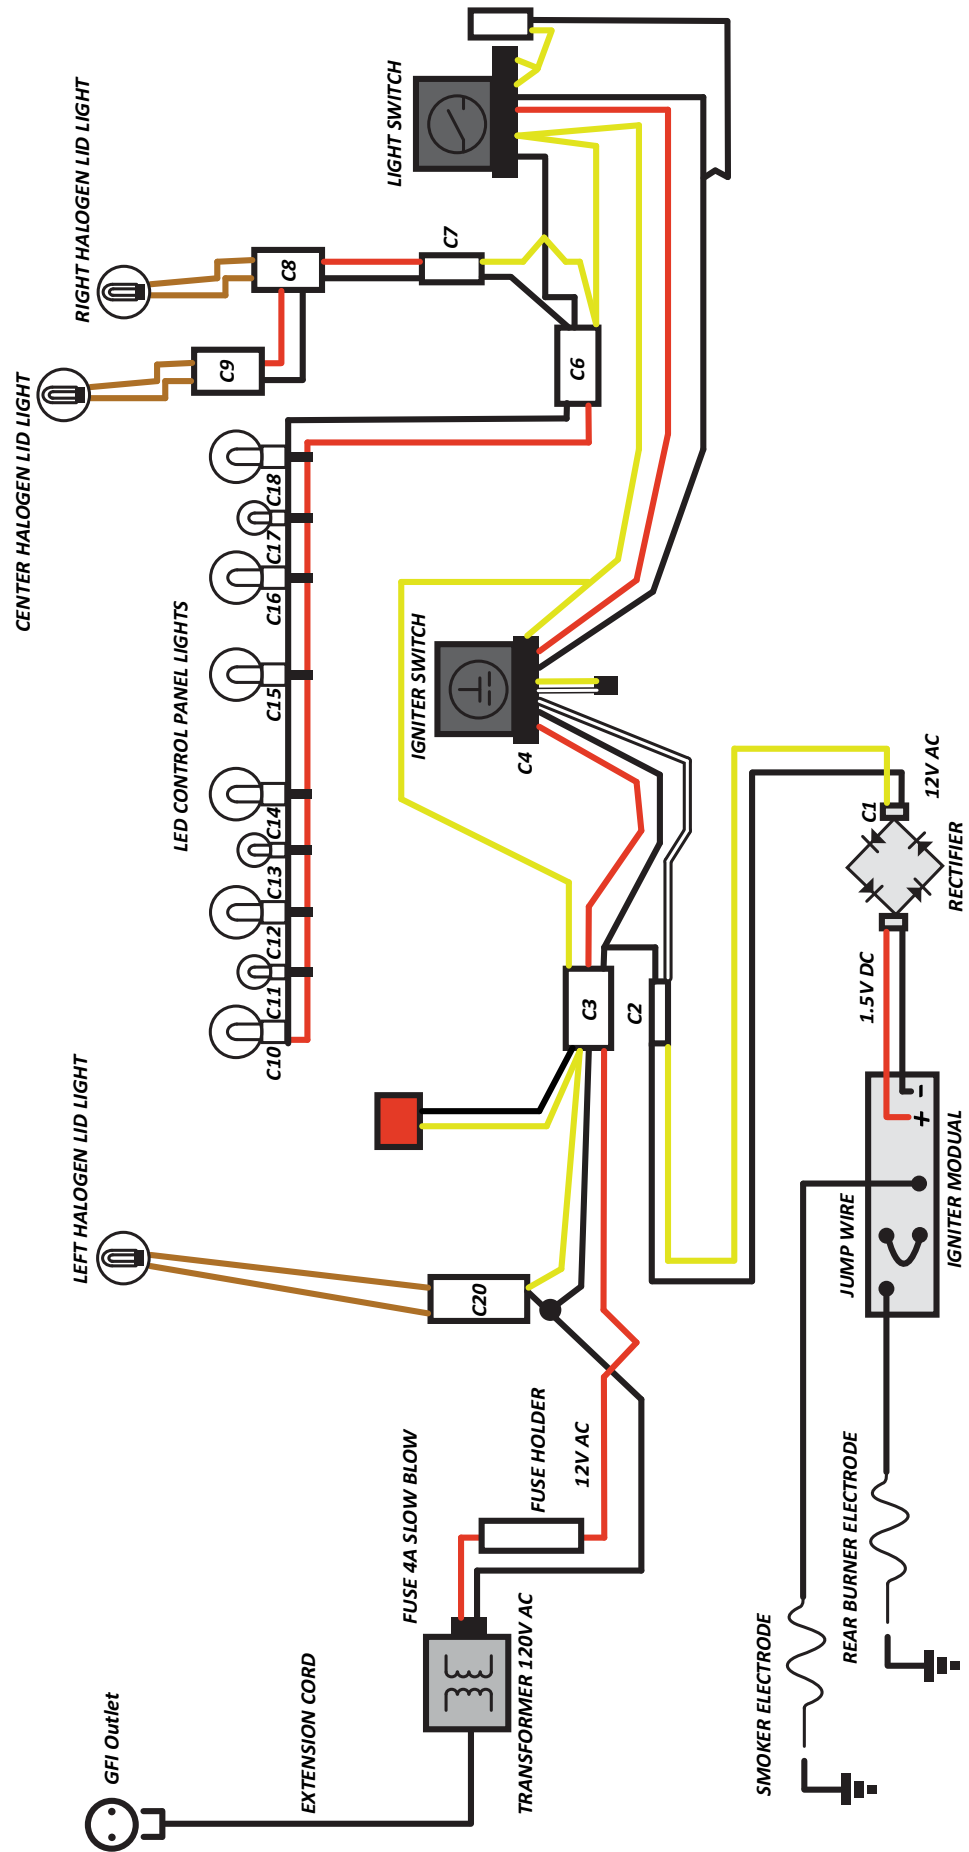 GFI Outlet
EXTENSION CORD
TRANSFORMER 120V AC
FUSE 4A SLOW BLOW
FUSE HOLDER
12V AC
SMOKER ELECTRODE
REAR BURNER ELECTRODE
LEFT HALOGEN LID LIGHT
C20
JUMP WIRE
IGNITER MODUAL
+ -
1.5V DC
RECTIFIER
C1
12V AC
C2
C3
C4
IGNITER SWITCH
LED CONTROL PANEL LIGHTS
C10
C11
C12
C13
C14
C15
C16
C17
C18
CENTER HALOGEN LID LIGHT
C9
RIGHT HALOGEN LID LIGHT
C8
C7
C6
LIGHT SWITCH